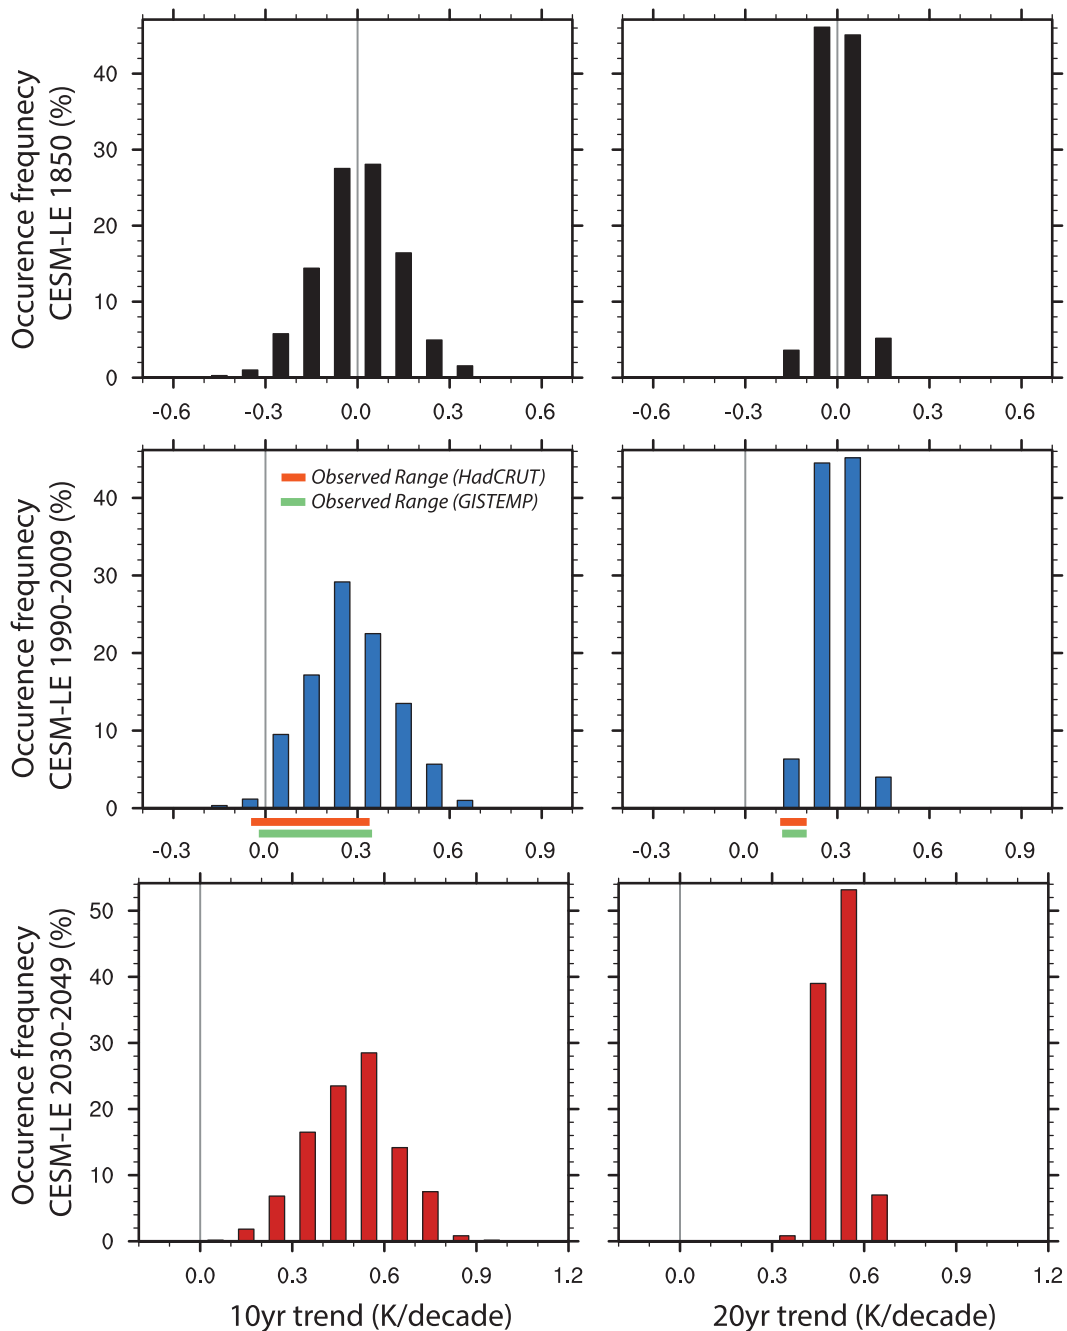 Occurence frequnecy
CESM-LE 1850 (%)
40
30
20
10
0
-0.6 -0.3 0.0 0.3 0.6
-0.6 -0.3 0.0 0.3 0.6
Occurence frequnecy
CESM-LE 1990-2009 (%)
Observed Range (HadCRUT)
Observed Range (GISTEMP)
40
30
20
10
0
-0.3 0.0 0.3 0.6 0.9
0.0 0.3 0.6 0.9
Occurence frequnecy
CESM-LE 2030-2049 (%)
50
40
30
20
10
0
0.0 0.3 0.6 0.9 1.2
0.0 0.3 0.6 0.9 1.2
10yr trend (K/decade)
20yr trend (K/decade)